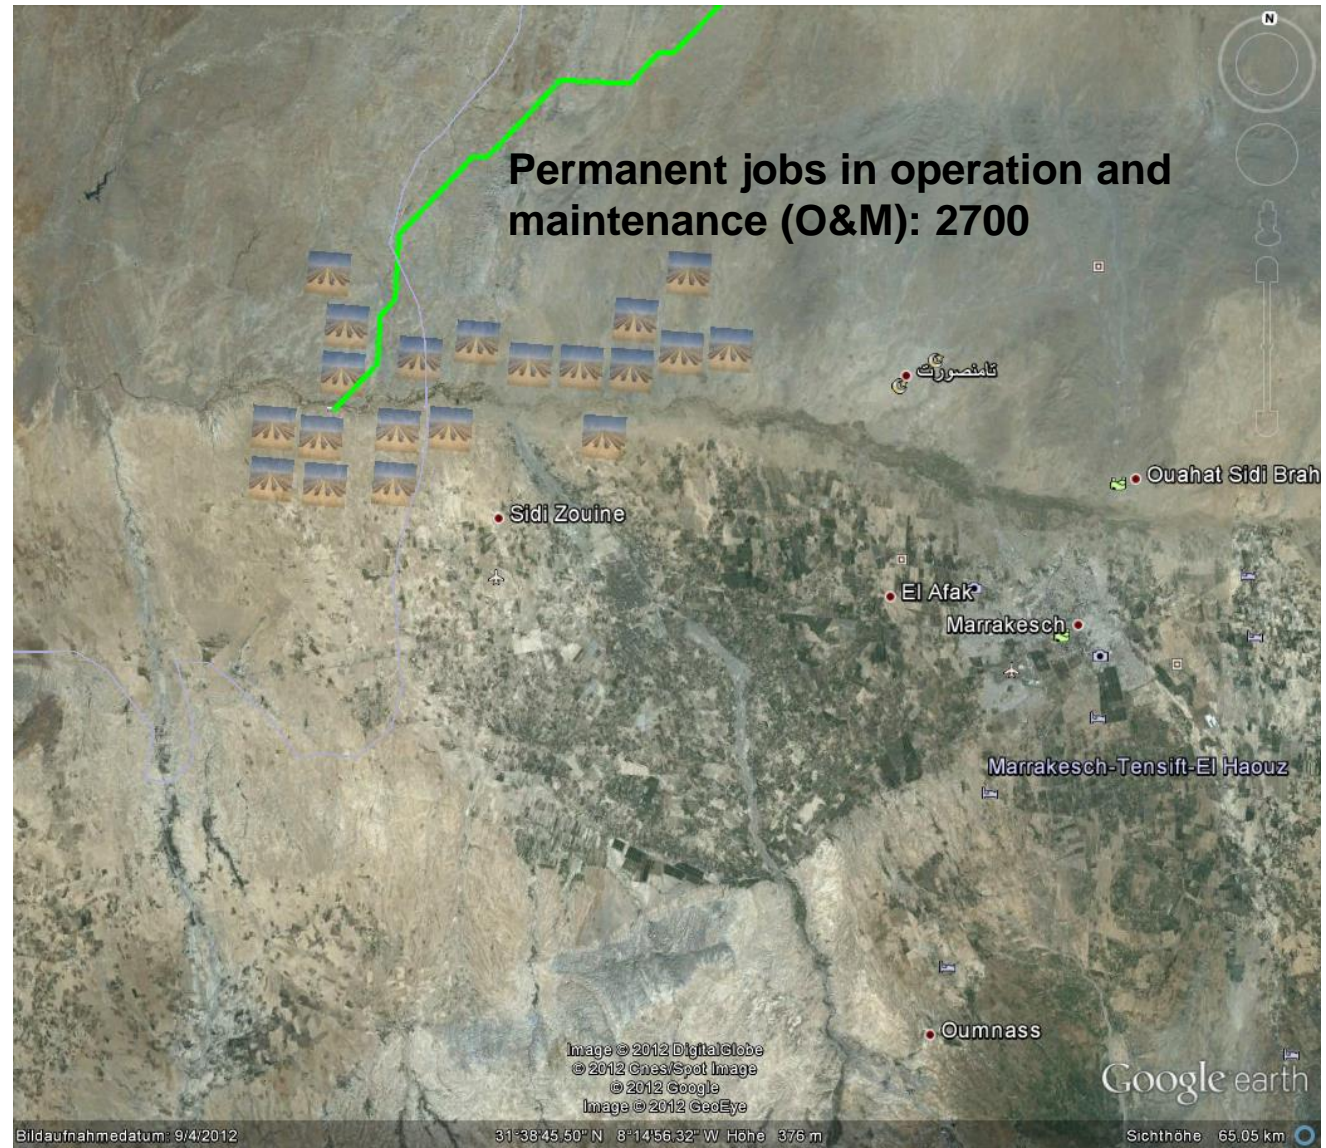 N
Permanent jobs in operation and
maintenance (O&M): 2700
تامنصورت
Ouahat Sidi Brah
Sidi Zouine
El Afak
Marrakesch
Marrakesch-Tensift-El Haouz
Oumnass
Image © 2012 DigitalGlobe
© 2012 Cnes/Spot Image
© 2012 Google
Image © 2012 GeoEye
Google earth
Bildaufnahmedatum: 9/4/2012
31°38'45.50" N 8°14'56.32" W Höhe 376 m
Sichthöhe 65.05 km